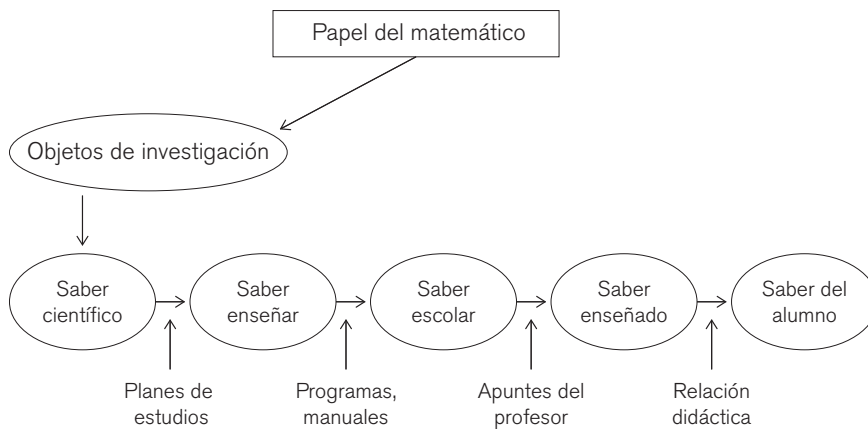 Papel del matemático
Objetos de investigación
Saber
científico
Saber
enseñar
Saber
escolar
Saber
enseñado
Saber del
alumno
Planes de
estudios
Programas,
manuales
Apuntes del
profesor
Relación
didáctica